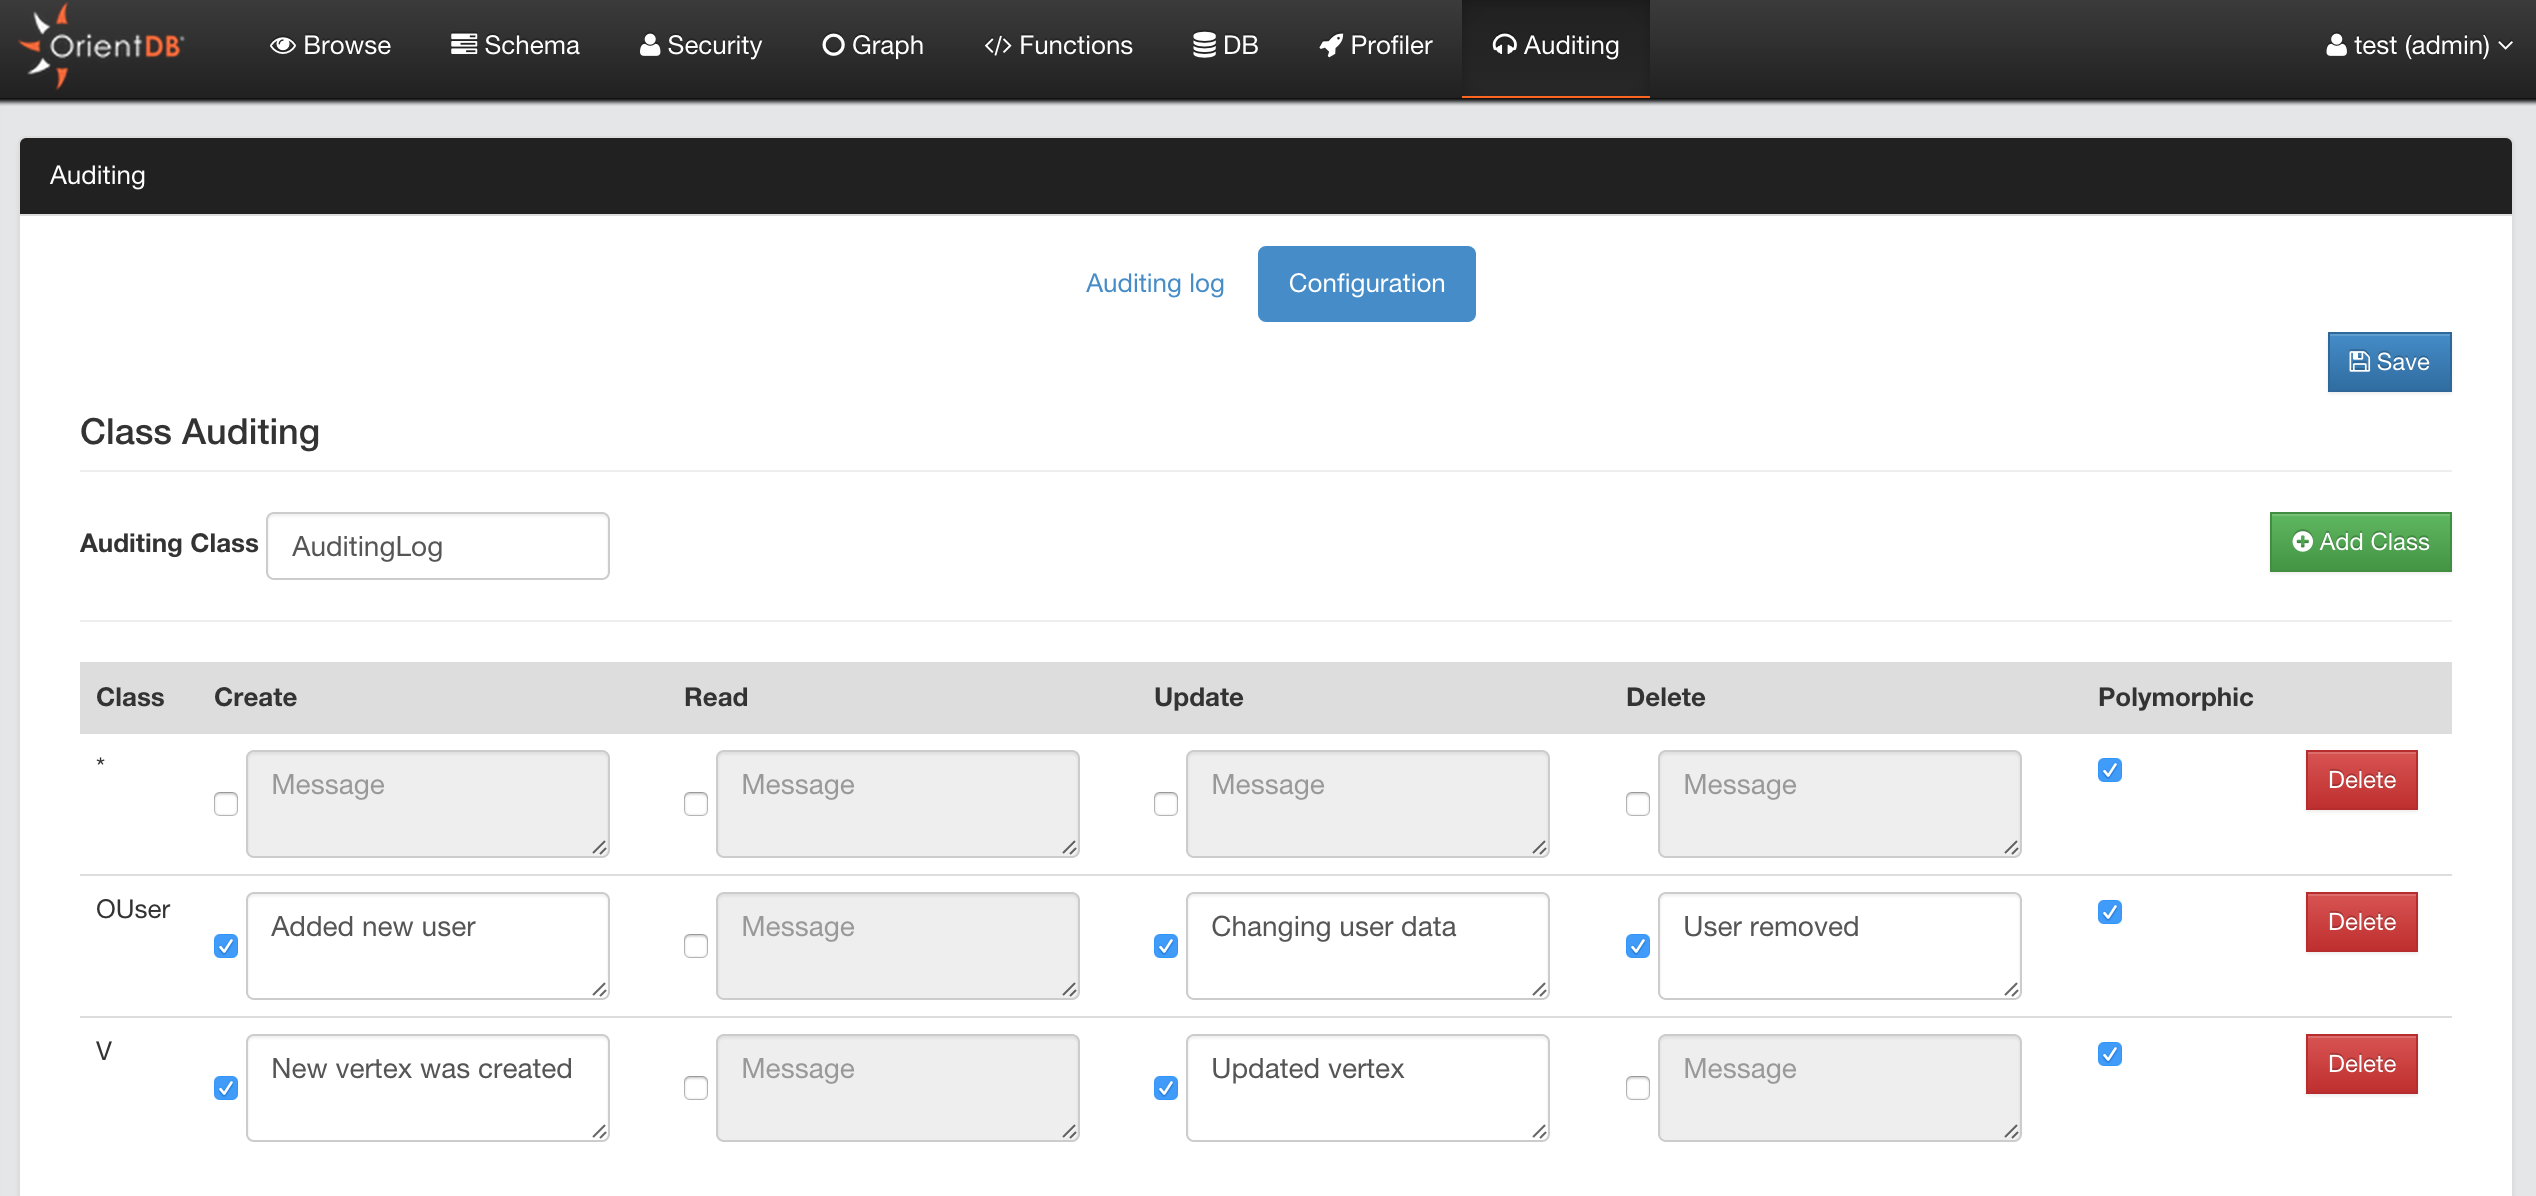 OrientDB Browse Schema Security Graph </> Functions DB Profiler Auditing test (admin)
Auditing
Auditing log Configuration
Save
Class Auditing
Auditing Class AuditingLog Add Class
Class Create Read Update Delete Polymorphic
* Message Message Message Message Delete
OUser Added new user Message Changing user data User removed Delete
V New vertex was created Message Updated vertex Message Delete